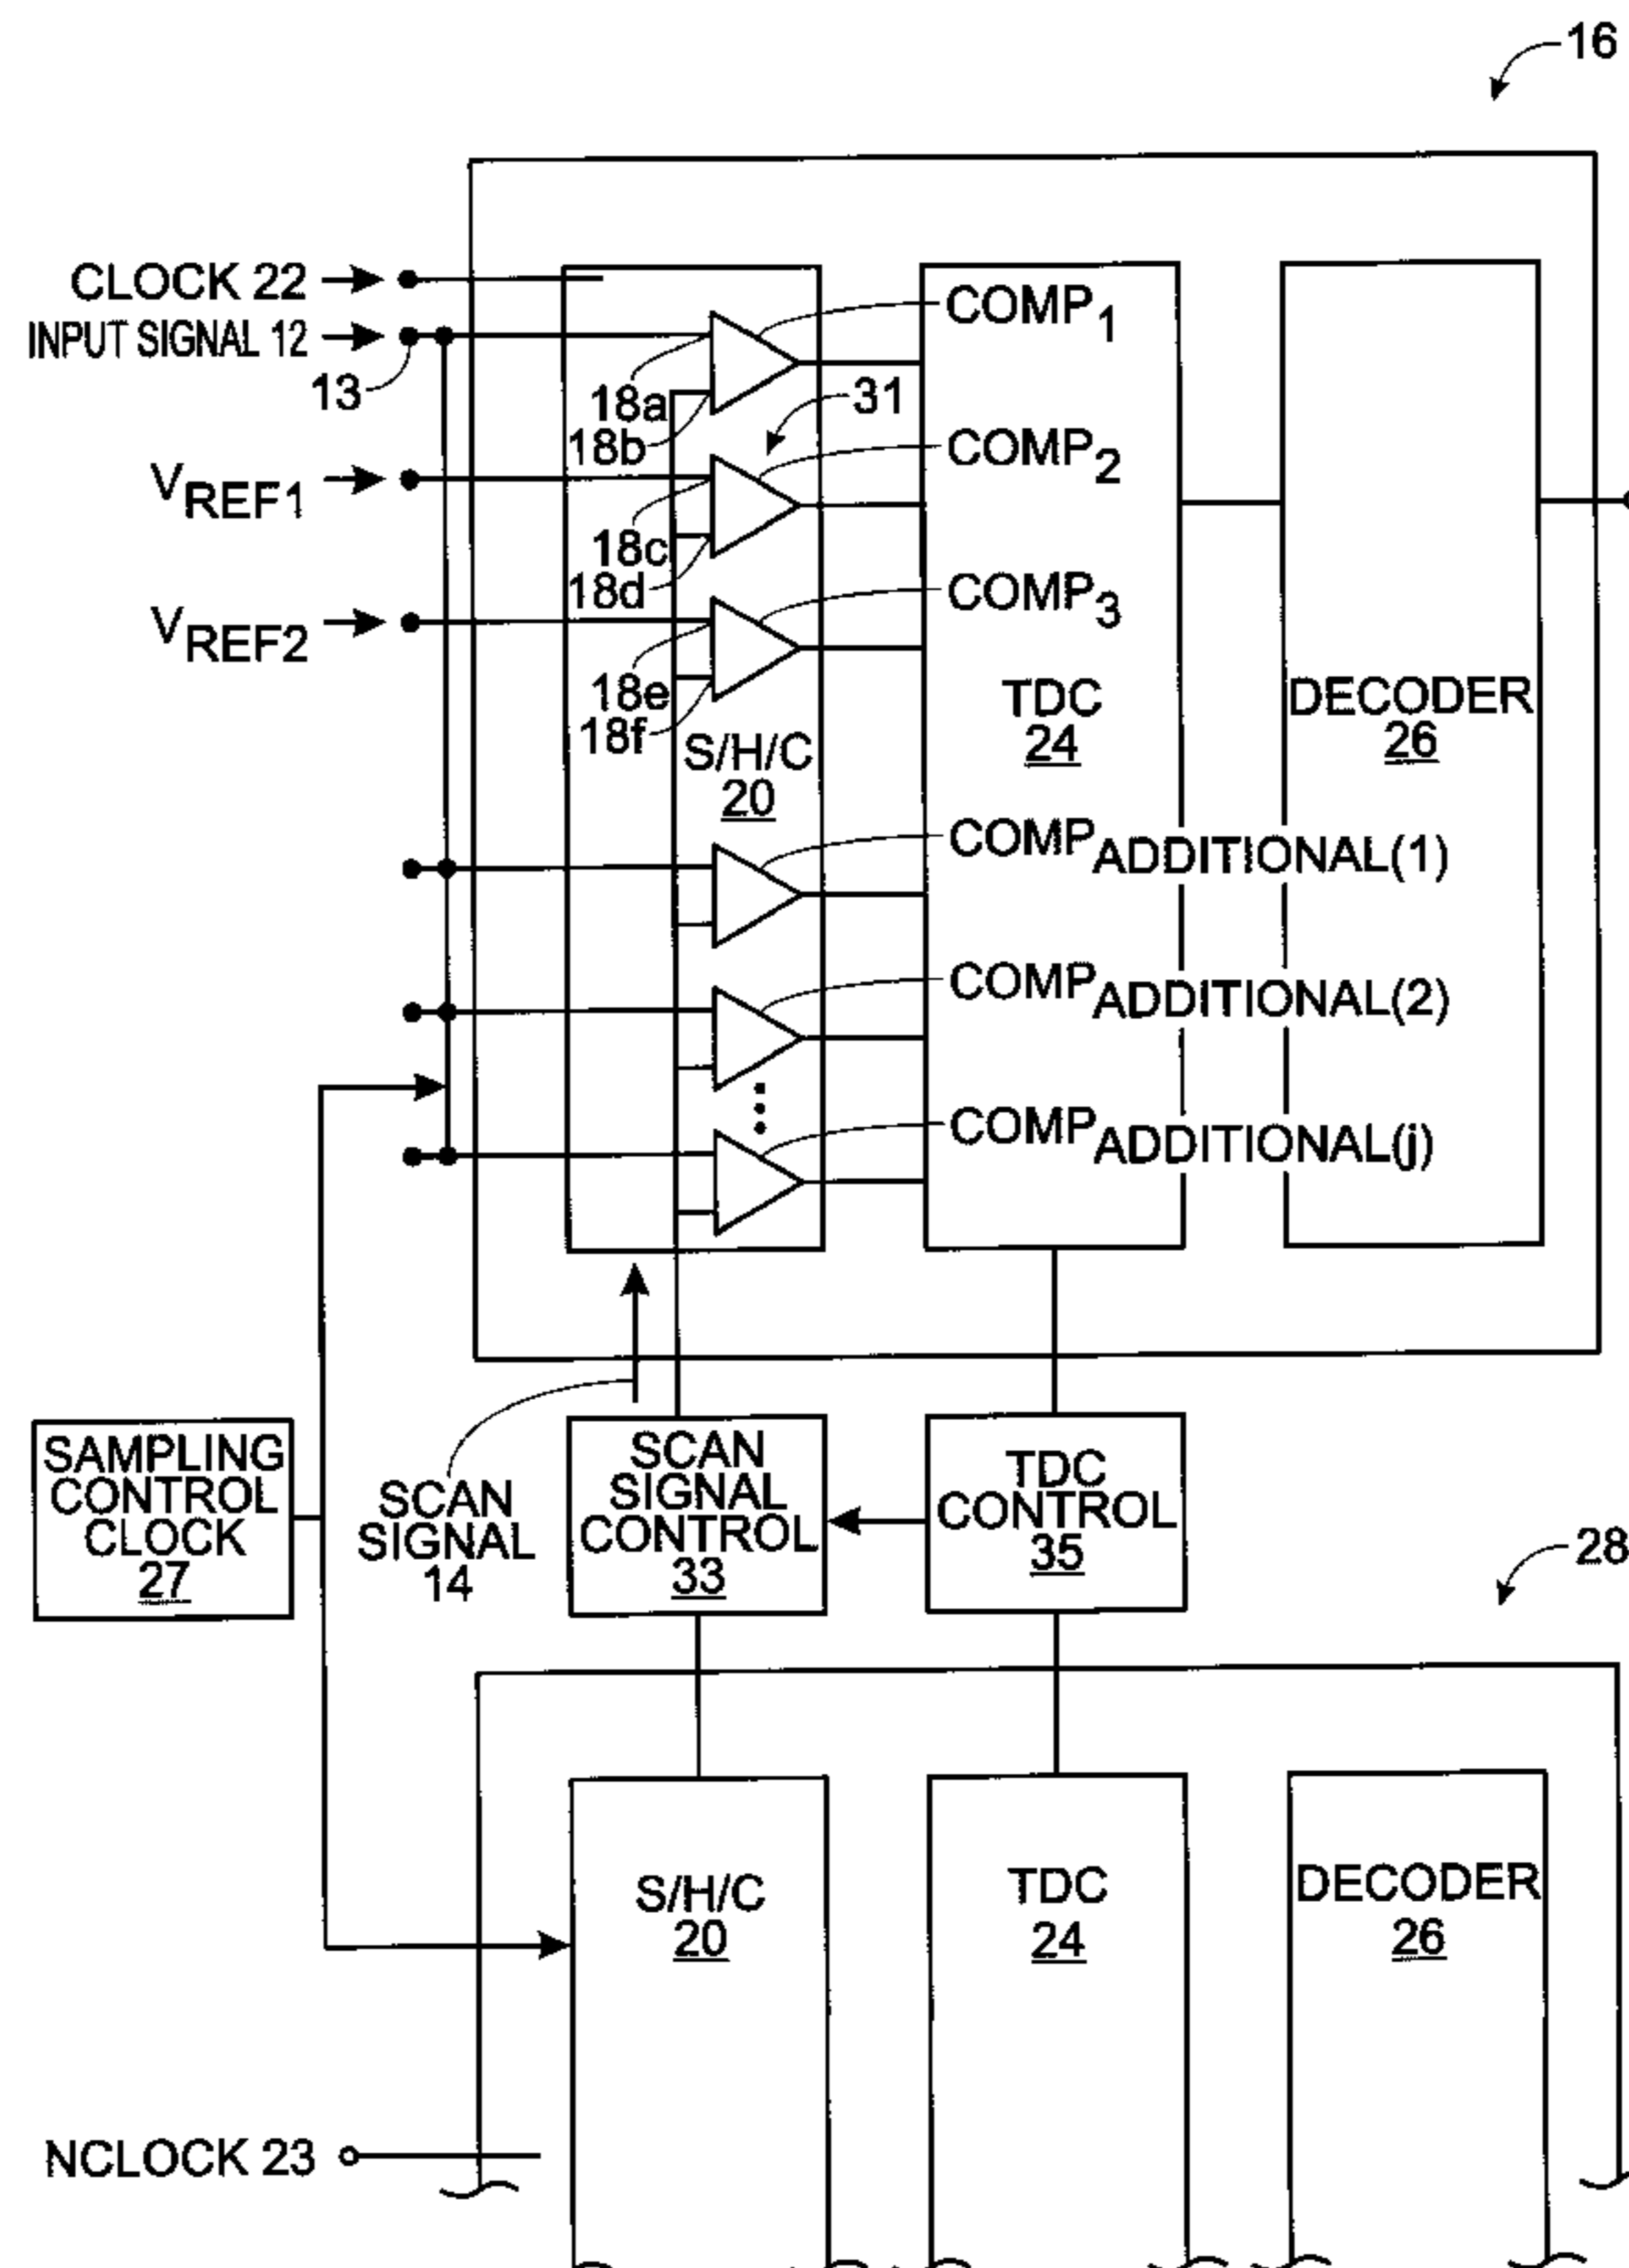 16
CLOCK 22
INPUT SIGNAL 12
13
18a
18b
31
COMP1
VREF1
18c
18d
COMP2
VREF2
18e
18f
COMP3
S/H/C
20
TDC
24
DECODER
26
COMPADDITIONAL(1)
COMPADDITIONAL(2)
COMPADDITIONAL(j)
SAMPLING
CONTROL
CLOCK
27
SCAN
SIGNAL
14
SCAN
SIGNAL
CONTROL
33
TDC
CONTROL
35
28
S/H/C
20
TDC
24
DECODER
26
NCLOCK 23